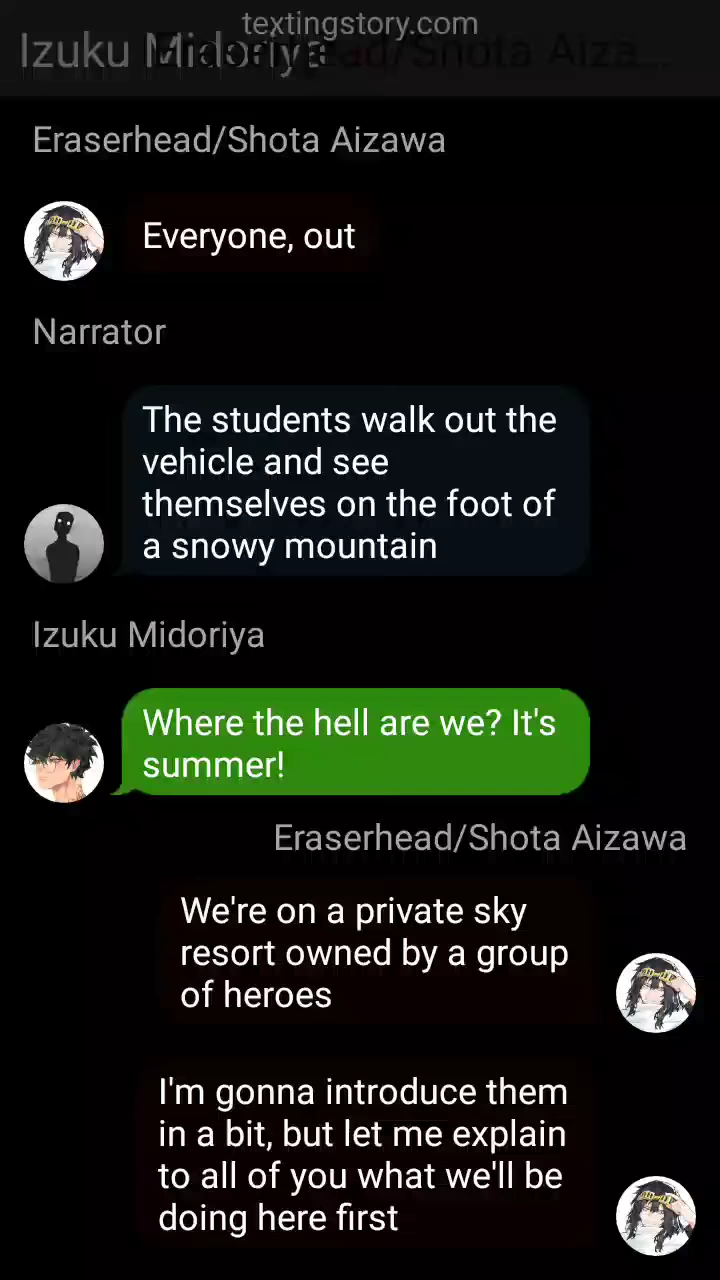 textingstory.com
Izuku Midoriya
Eraserhead/Shota Aiza...
Eraserhead/Shota Aizawa
Everyone, out
Narrator
The students walk out the
vehicle and see
themselves on the foot of
a snowy mountain
Izuku Midoriya
Where the hell are we? It's
summer!
Eraserhead/Shota Aizawa
We're on a private sky
resort owned by a group
of heroes
I'm gonna introduce them
in a bit, but let me explain
to all of you what we'll be
doing here first